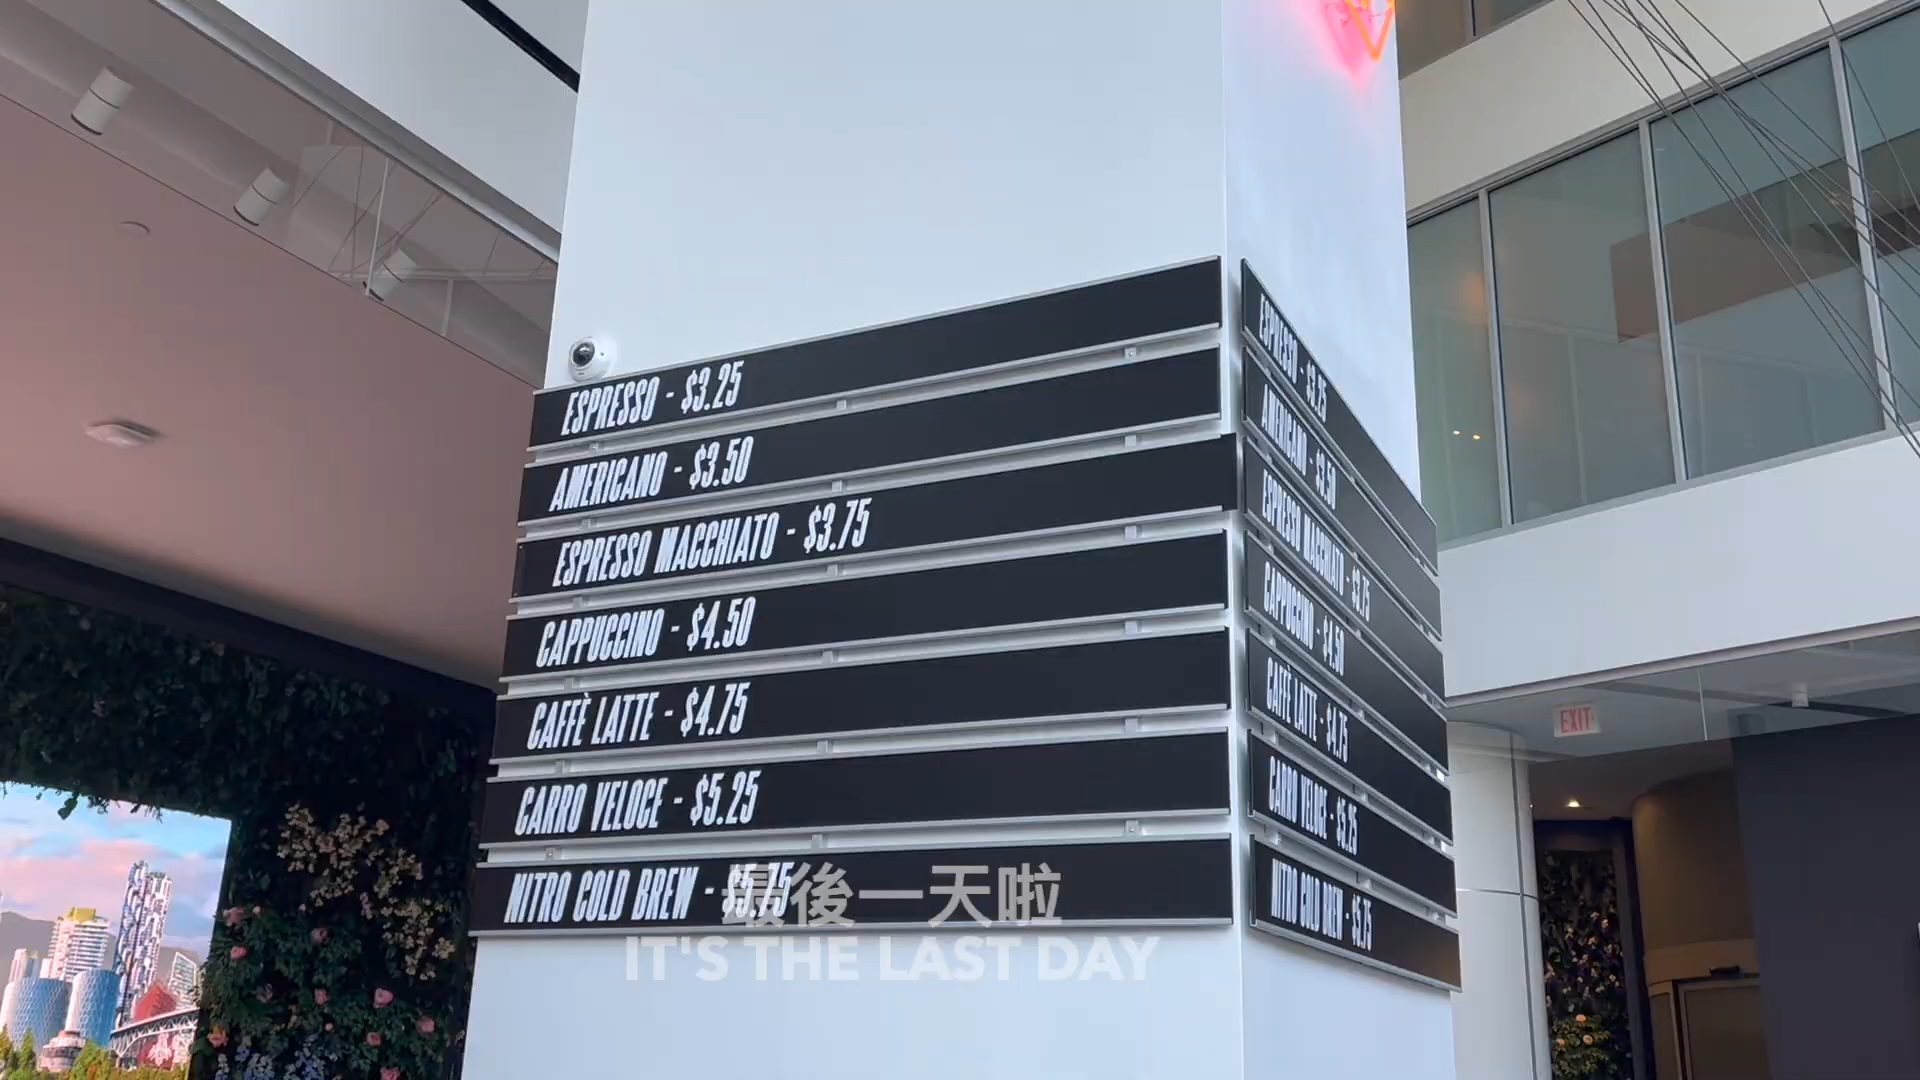 ESPRESSO - $3.25
AMERICANO - $3.50
ESPRESSO MACCHIATO - $3.75
CAPPUCCINO - $4.50
CAFFÈ LATTE - $4.75
CARRO VELOCE - $5.25
NITRO COLD BREW - $5.75
ESPRESSO - $3.25
AMERICANO - $3.50
ESPRESSO MACCHIATO - $3.75
CAPPUCCINO - $4.50
CAFFÈ LATTE - $4.75
CARRO VELOCE - $5.25
NITRO COLD BREW - $5.75
EXIT
最後一天啦
IT'S THE LAST DAY